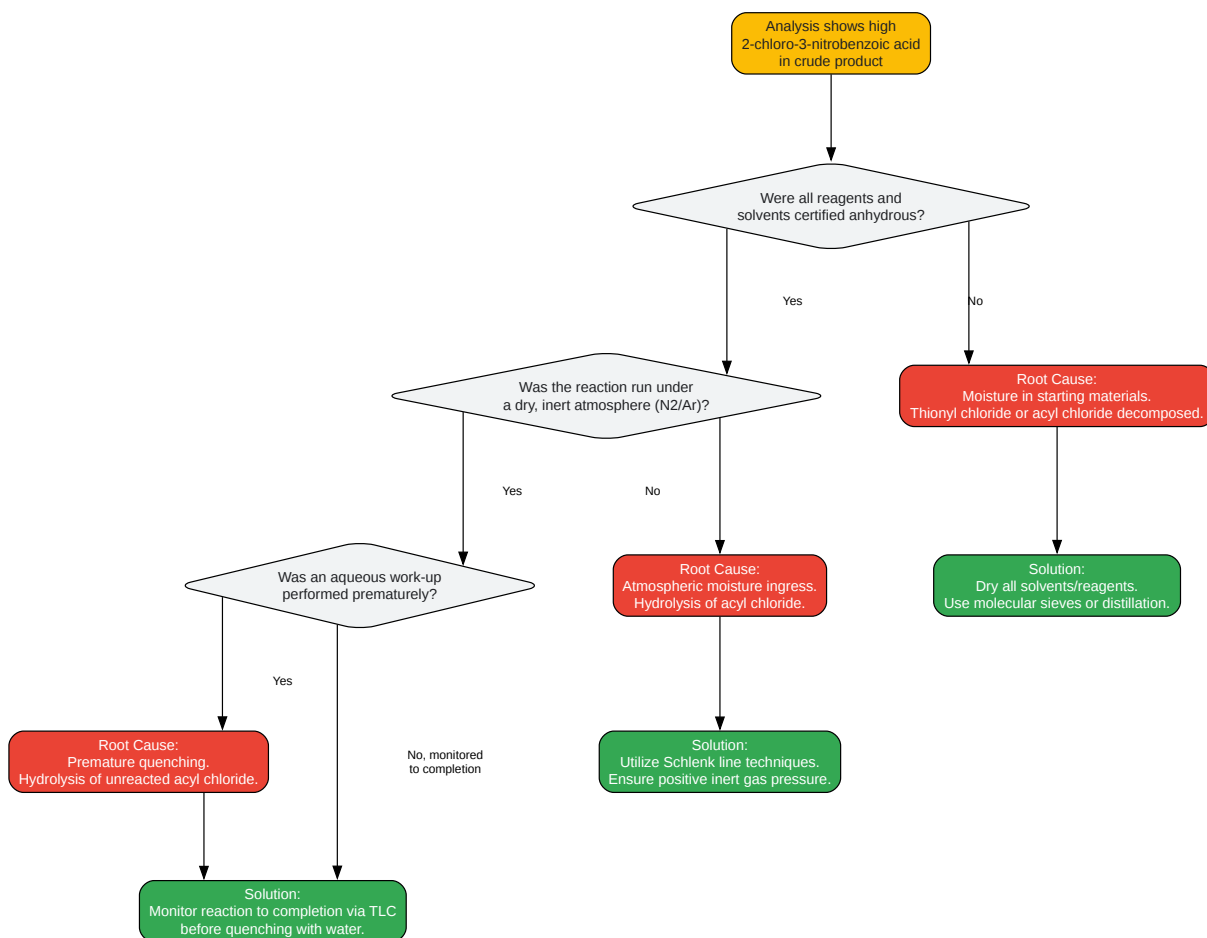 Analysis shows high
2-chloro-3-nitrobenzoic acid
in crude product
Were all reagents and
solvents certified anhydrous?
Yes
No
Was the reaction run under
a dry, inert atmosphere (N2/Ar)?
Root Cause:
Moisture in starting materials.
Thionyl chloride or acyl chloride decomposed.
Yes
No
Was an aqueous work-up
performed prematurely?
Root Cause:
Atmospheric moisture ingress.
Hydrolysis of acyl chloride.
Solution:
Dry all solvents/reagents.
Use molecular sieves or distillation.
Yes
No, monitored
to completion
Root Cause:
Premature quenching.
Hydrolysis of unreacted acyl chloride.
Solution:
Utilize Schlenk line techniques.
Ensure positive inert gas pressure.
Solution:
Monitor reaction to completion via TLC
before quenching with water.